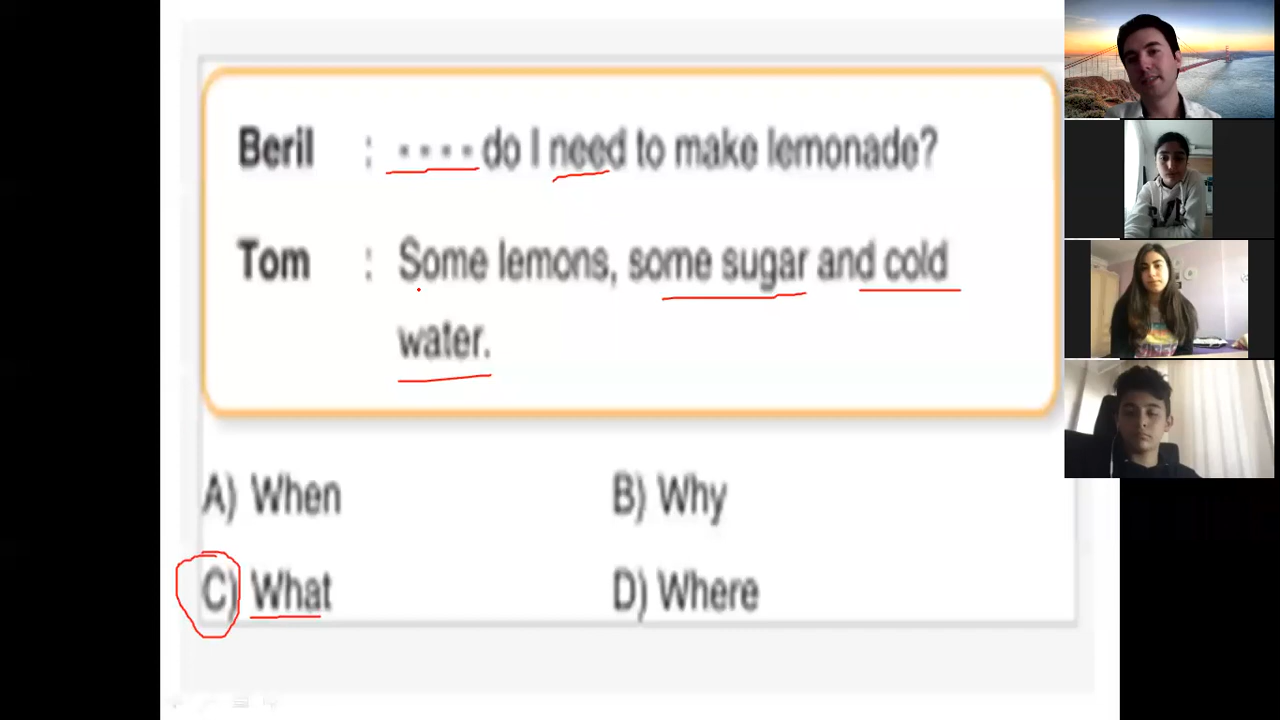 Beril : ---- do I need to make lemonade?
Tom : Some lemons, some sugar and cold
water.
A) When B) Why
C) What D) Where